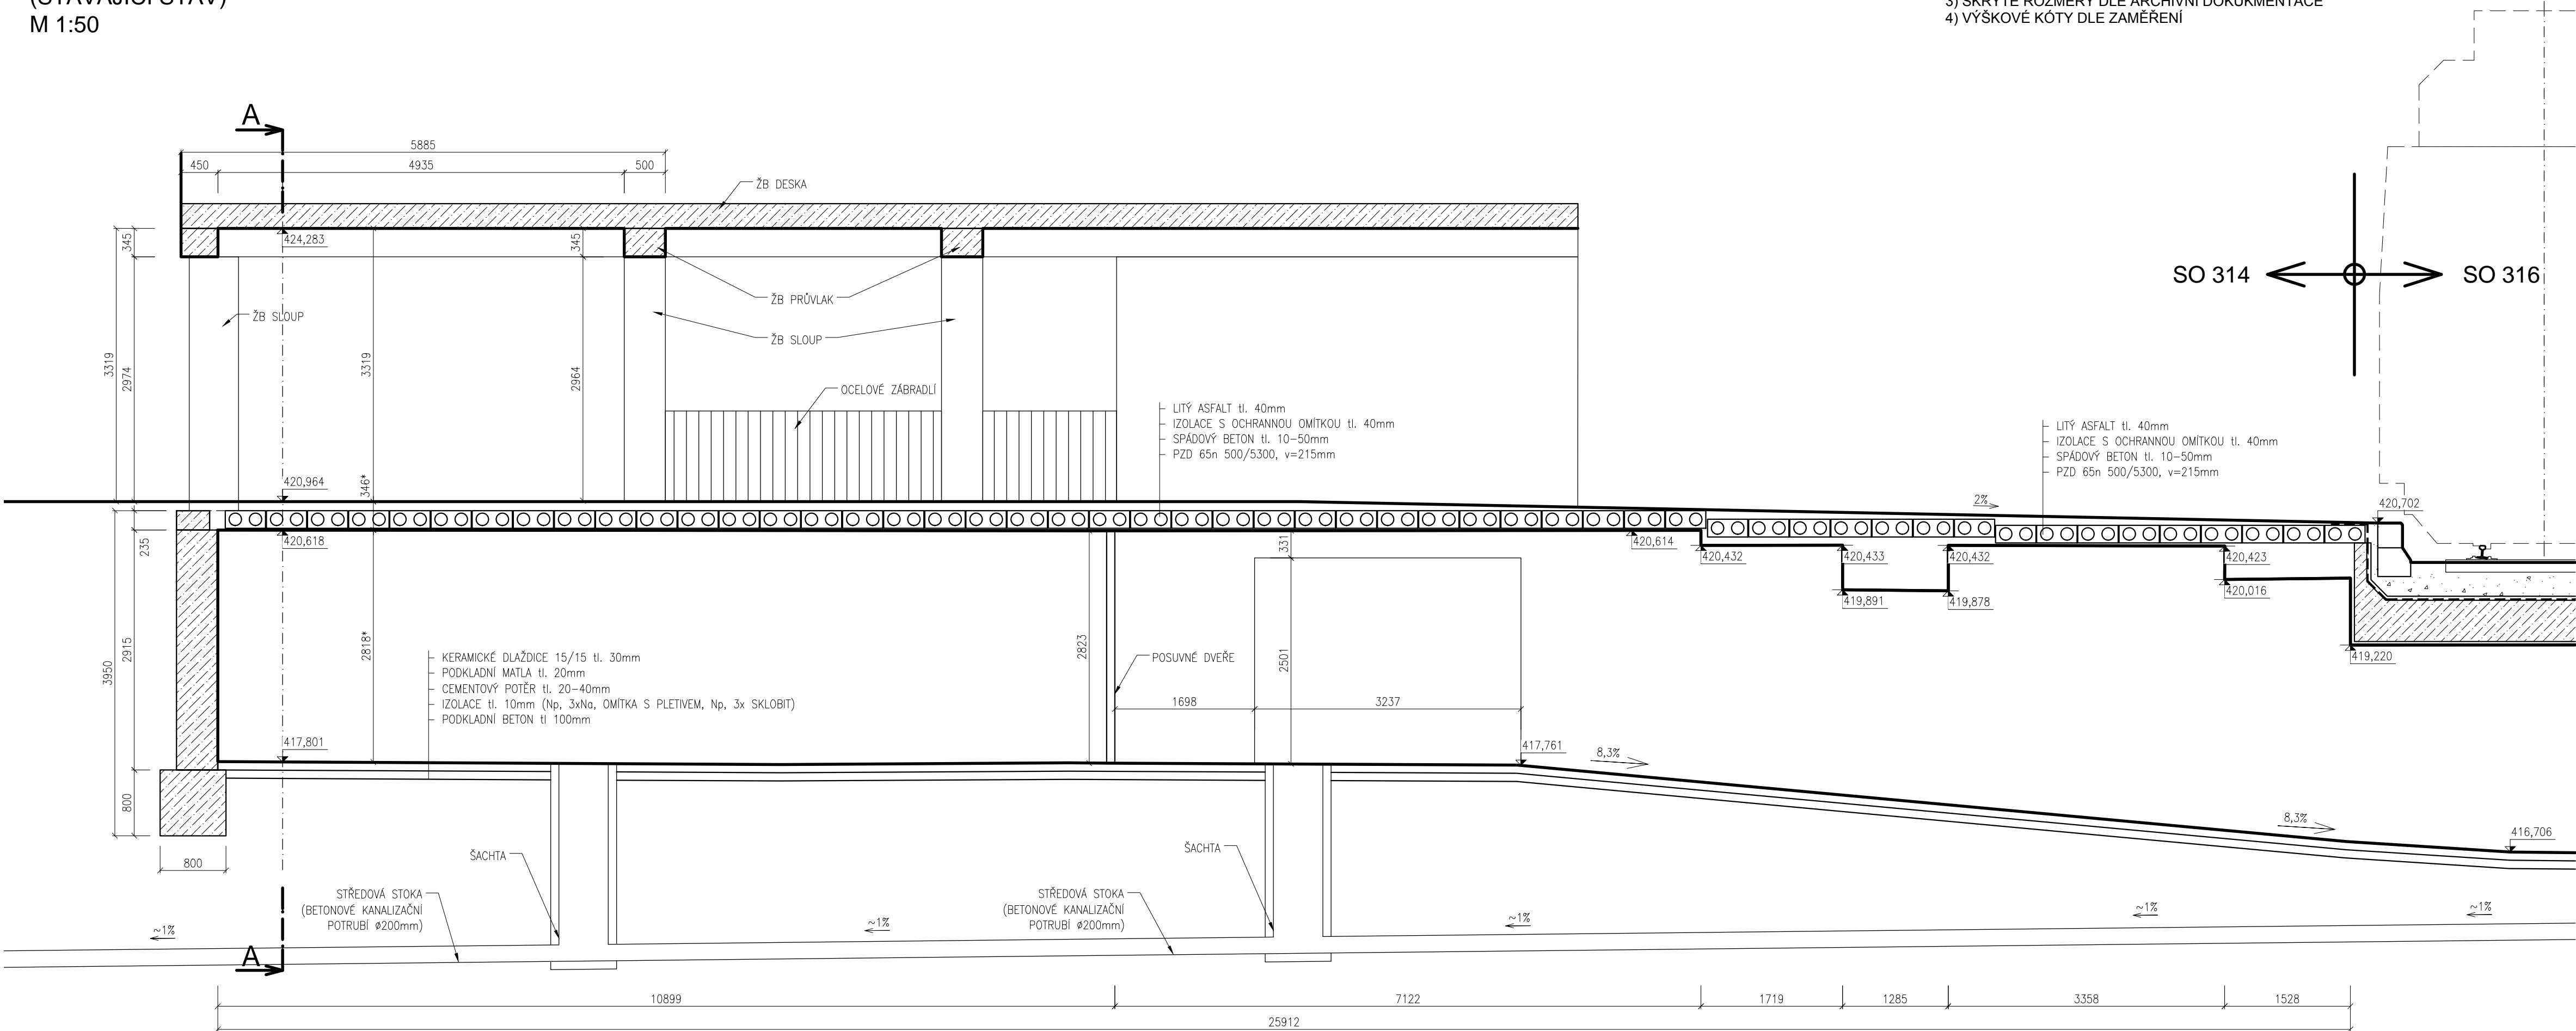 M 1:50
4) VÝŠKOVÉ KÓTY DLE ZAMĚŘENÍ
A
5885
450
4935
500
ŽB DESKA
345
424,283
345
SO 314
SO 316
ŽB PRŮVLAK
ŽB SLOUP
ŽB SLOUP
3319
2974
3319
2964
OCELOVÉ ZÁBRADLÍ
LITÝ ASFALT tl. 40mm
IZOLACE S OCHRANNOU OMÍTKOU tl. 40mm
SPÁDOVÝ BETON tl. 10-50mm
PZD 65n 500/5300, v=215mm
LITÝ ASFALT tl. 40mm
IZOLACE S OCHRANNOU OMÍTKOU tl. 40mm
SPÁDOVÝ BETON tl. 10-50mm
PZD 65n 500/5300, v=215mm
420,964
346*
2%
420,702
235
420,618
331
420,614
420,432
420,433
420,432
420,423
419,891
419,878
420,016
3950
2915
2818*
2823
2501
419,220
KERAMICKÉ DLAŽDICE 15/15 tl. 30mm
PODKLADNÍ MATLA tl. 20mm
CEMENTOVÝ POTĚR tl. 20-40mm
IZOLACE tl. 10mm (Np, 3xNa, OMÍTKA S PLETIVEM, Np, 3x SKLOBIT)
PODKLADNÍ BETON tl 100mm
POSUVNÉ DVEŘE
1698
3237
417,801
417,761
8,3%
800
8,3%
416,706
800
ŠACHTA
ŠACHTA
STŘEDOVÁ STOKA
(BETONOVÉ KANALIZAČNÍ
POTRUBÍ ø200mm)
STŘEDOVÁ STOKA
(BETONOVÉ KANALIZAČNÍ
POTRUBÍ ø200mm)
~1%
~1%
~1%
~1%
~1%
A
10899
7122
1719
1285
3358
1528
25912